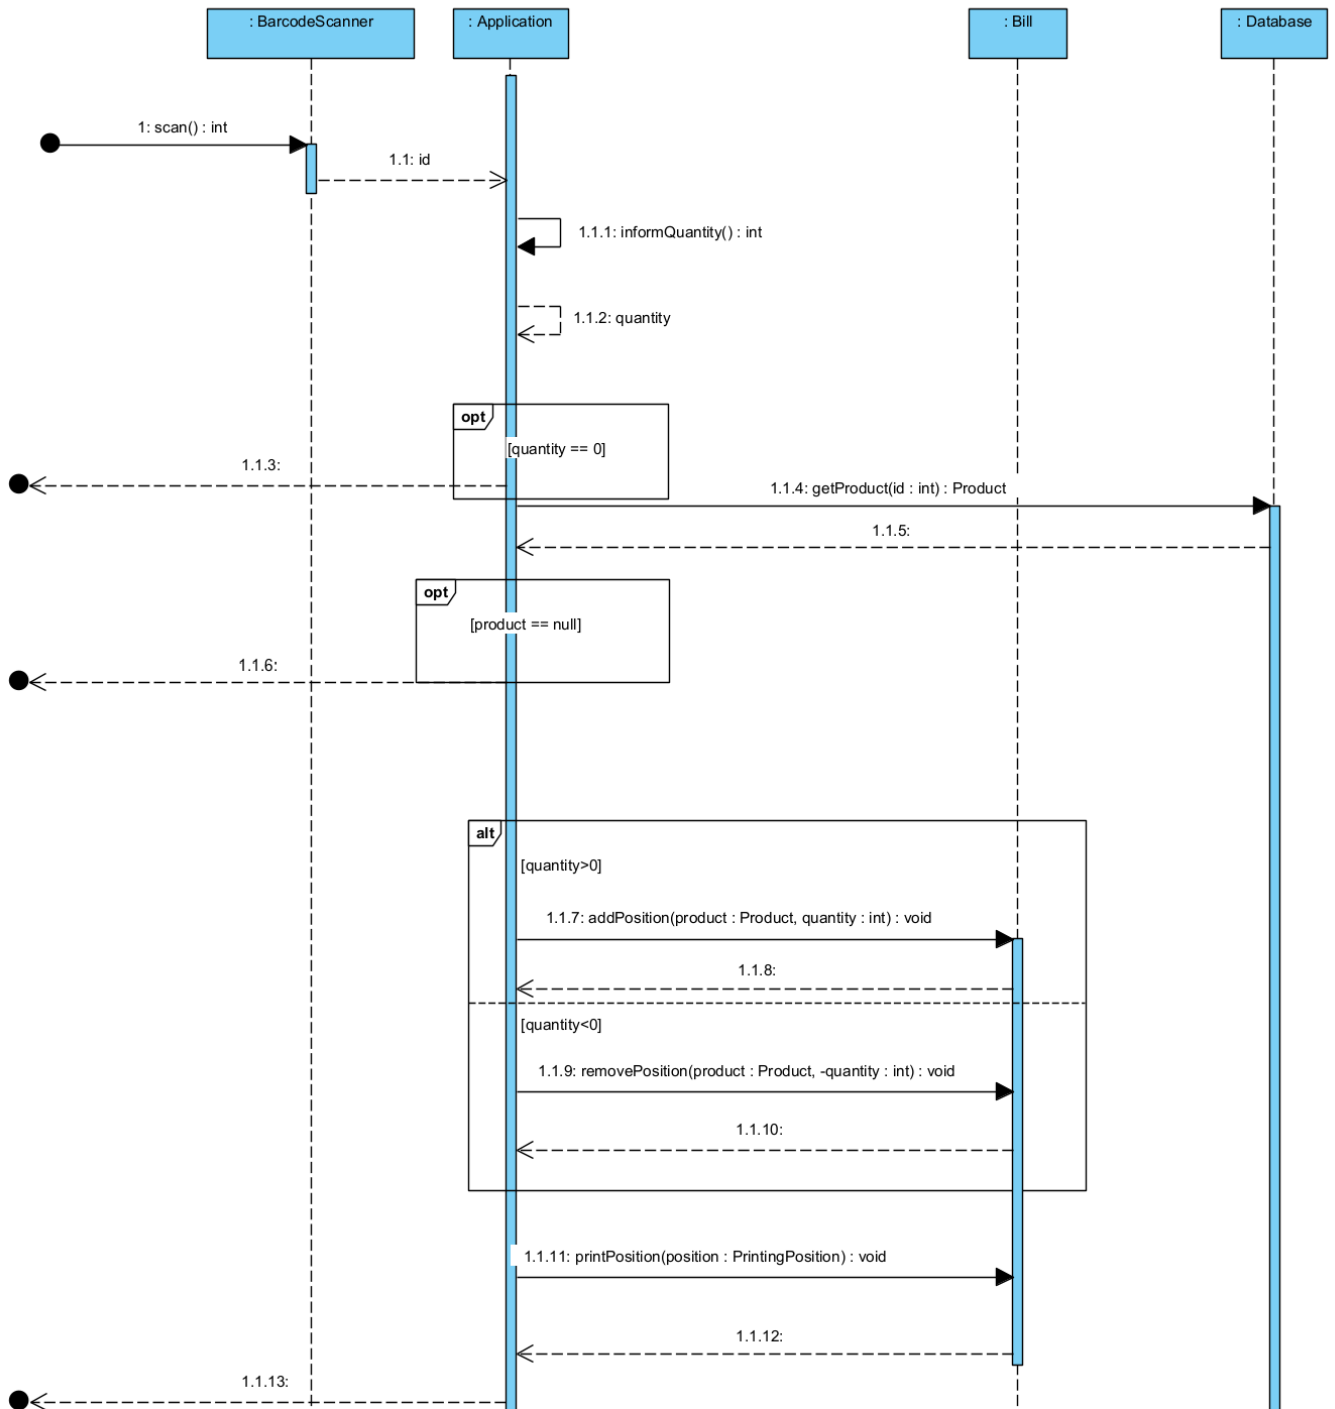 : BarcodeScanner
: Application
: Bill
: Database
1: scan() : int
1.1: id
1.1.1: informQuantity() : int
1.1.2: quantity
opt
[quantity == 0]
1.1.3:
1.1.4: getProduct(id : int) : Product
1.1.5:
opt
[product == null]
1.1.6:
alt
[quantity>0]
1.1.7: addPosition(product : Product, quantity : int) : void
1.1.8:
[quantity<0]
1.1.9: removePosition(product : Product, -quantity : int) : void
1.1.10:
1.1.11: printPosition(position : PrintingPosition) : void
1.1.12:
1.1.13: